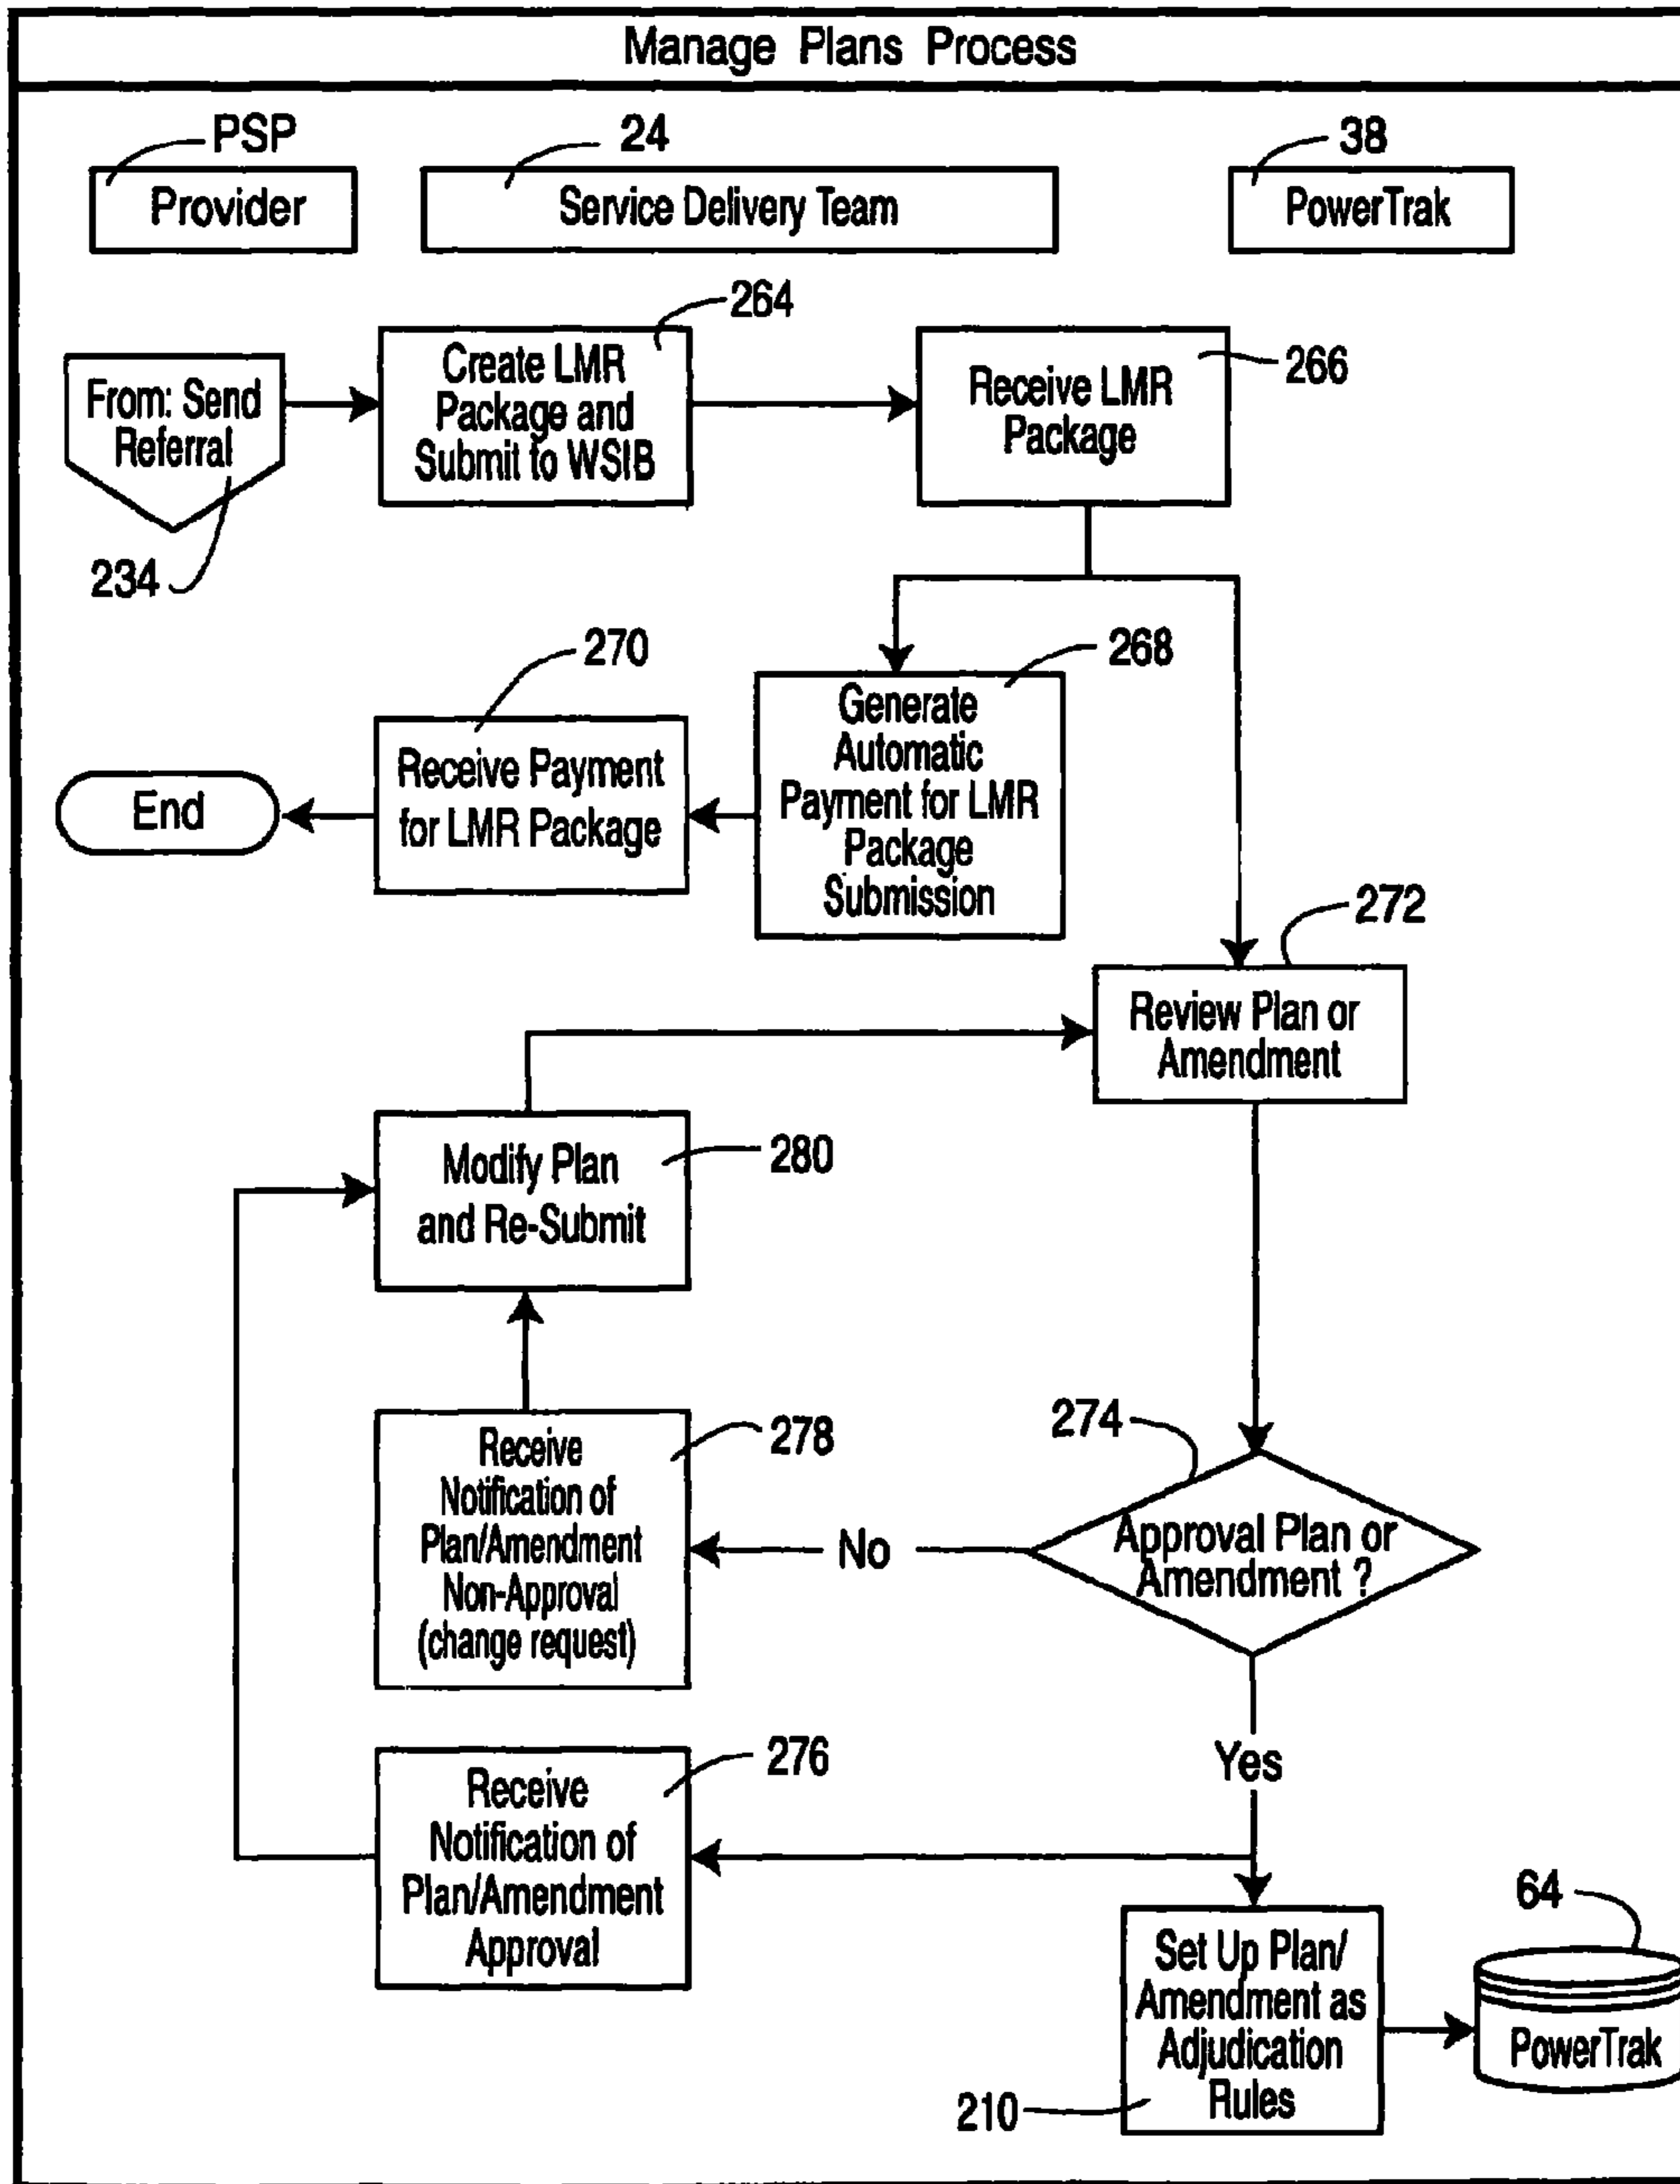 Manage Plans Process
PSP
24
38
Provider
Service Delivery Team
PowerTrak
264
From: Send
Referral
234
Create LMR
Package and
Submit to WSIB
Receive LMR
Package
266
270
268
End
Receive Payment
for LMR Package
Generate
Automatic
Payment for LMR
Package
Submission
272
Review Plan or
Amendment
Modify Plan
and Re-Submit
280
274
Receive
Notification of
Plan/Amendment
Non-Approval
(change request)
278
No
Approval Plan or
Amendment ?
Yes
276
Receive
Notification of
Plan/Amendment
Approval
64
Set Up Plan/
Amendment as
Adjudication
Rules
210
PowerTrak